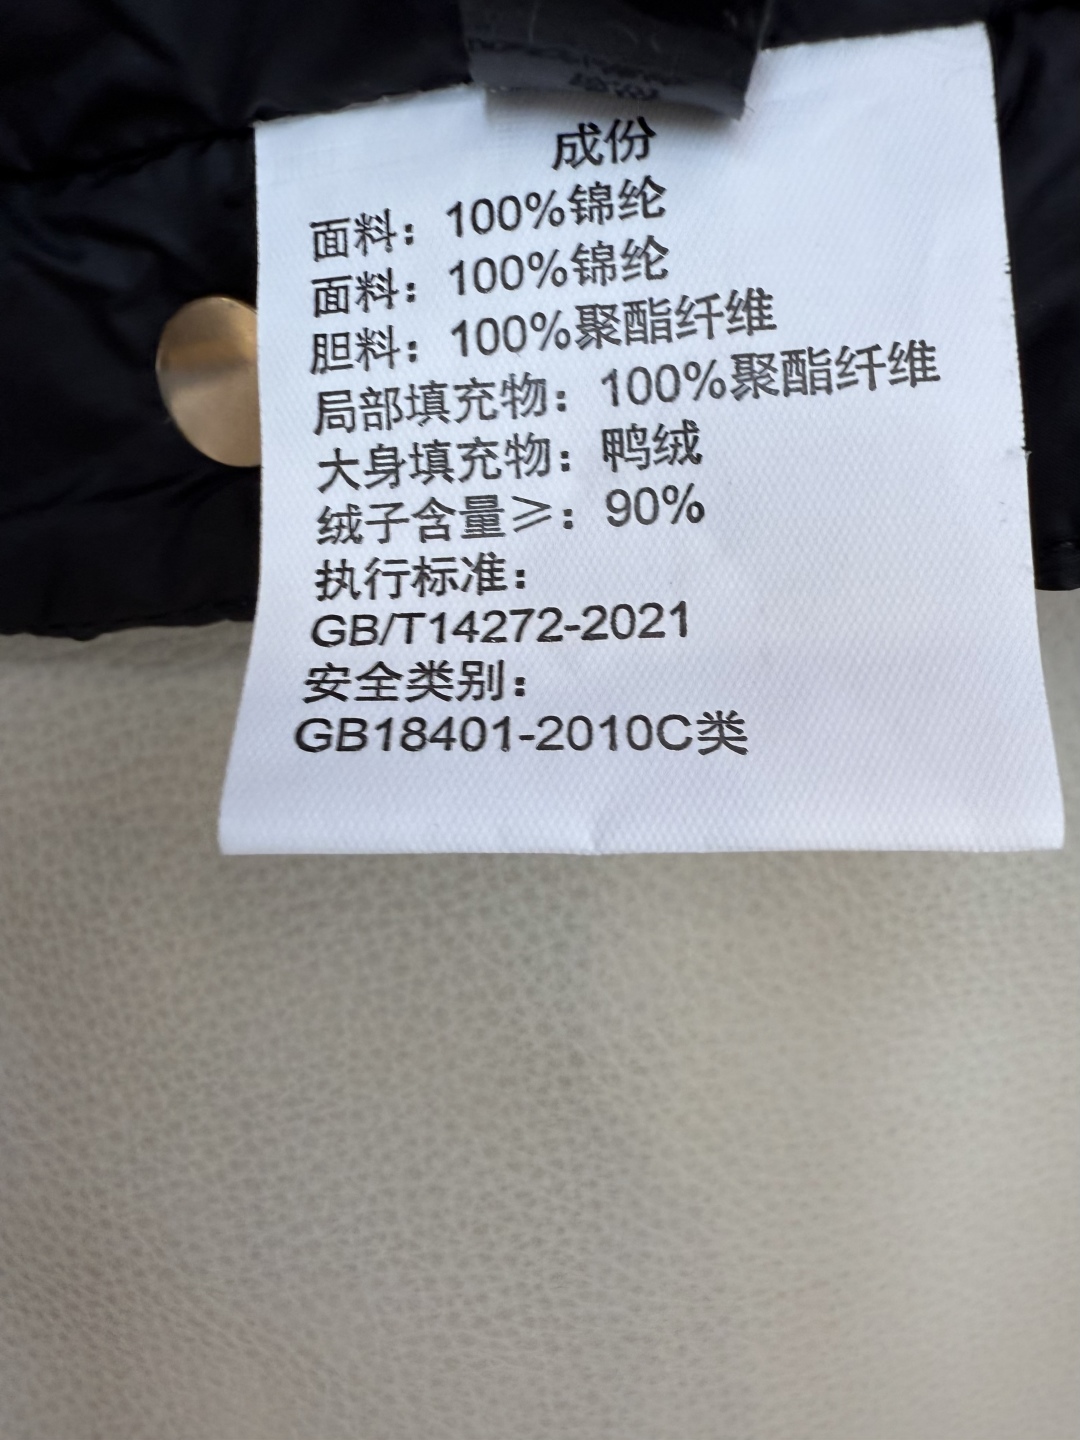 成份
面料：100%锦纶
面料：100%锦纶
胆料：100%聚酯纤维
局部填充物：100%聚酯纤维
大身填充物：鸭绒
绒子含量≥：90%
执行标准：
GB/T14272-2021
安全类别：
GB18401-2010C类